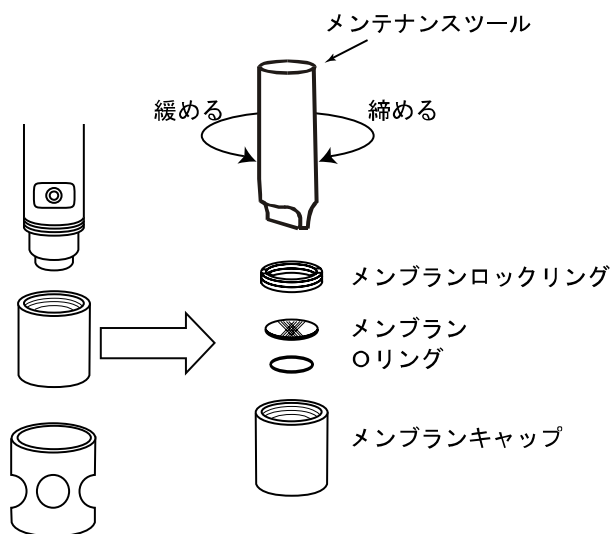 メンテナンスツール
緩める
締める
メンブランロックリング
メンブラン
Oリング
メンブランキャップ